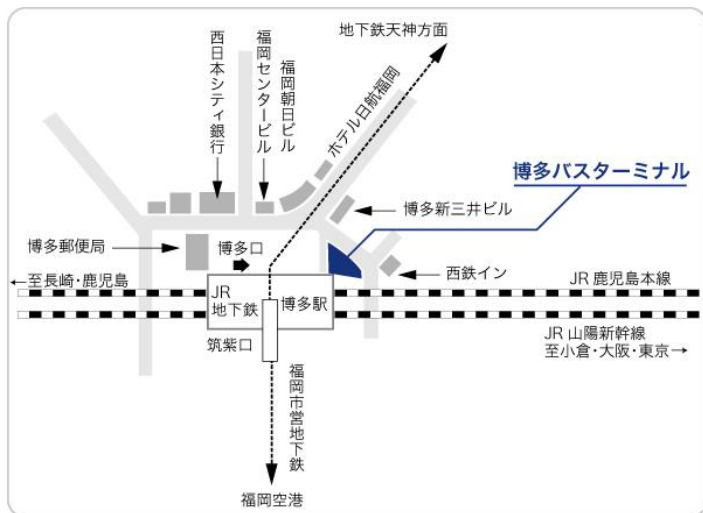 地下鉄天神方面
西日本シティ銀行
福岡センタービル
福岡朝日ビル
ホテル日航福岡
博多バスターミナル
博多新三井ビル
博多郵便局
博多口
西鉄イン
←至長崎・鹿児島
JR 鹿児島本線
JR
地下鉄
博多駅
筑紫口
JR 山陽新幹線
至小倉・大阪・東京→
福岡市営地下鉄
福岡空港